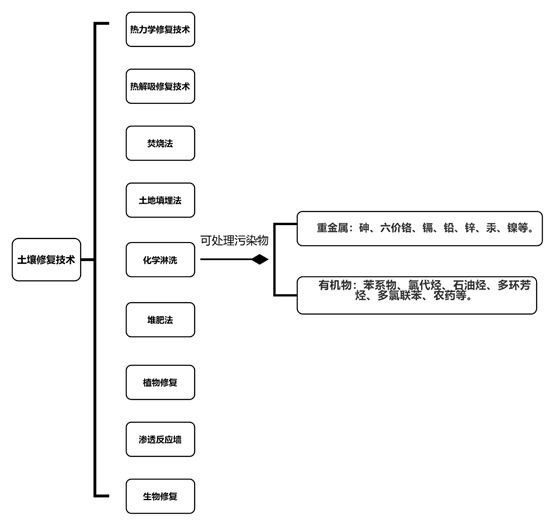 土壤修复技术
热力学修复技术
热解吸修复技术
焚烧法
土地填埋法
化学淋洗
堆肥法
植物修复
渗透反应墙
生物修复
可处理污染物
重金属：砷、六价铬、镉、铅、锌、汞、镍等。
有机物：苯系物、氯代烃、石油烃、多环芳
烃、多氯联苯、农药等。